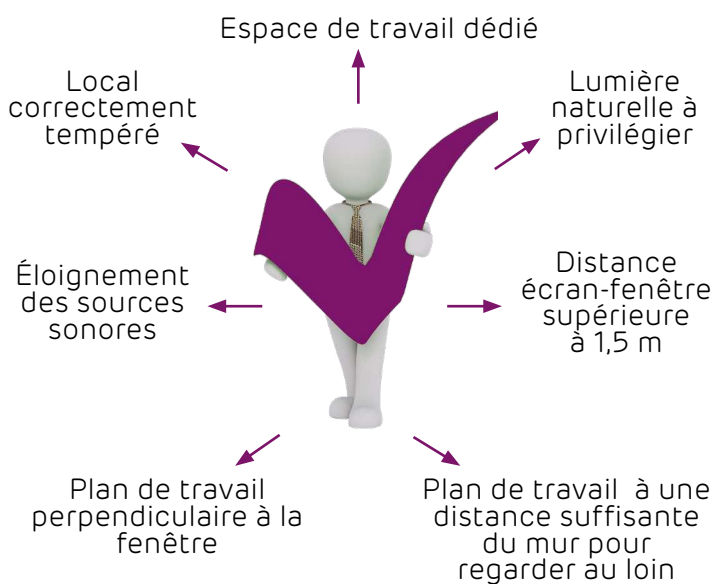 Espace de travail dédié
Local
correctement
tempéré
Lumière
naturelle à
privilégier
Éloignement
des sources
sonores
Distance
écran-fenêtre
supérieure
à 1,5 m
Plan de travail
perpendiculaire à la
fenêtre
Plan de travail à une
distance suffisante
du mur pour
regarder au loin